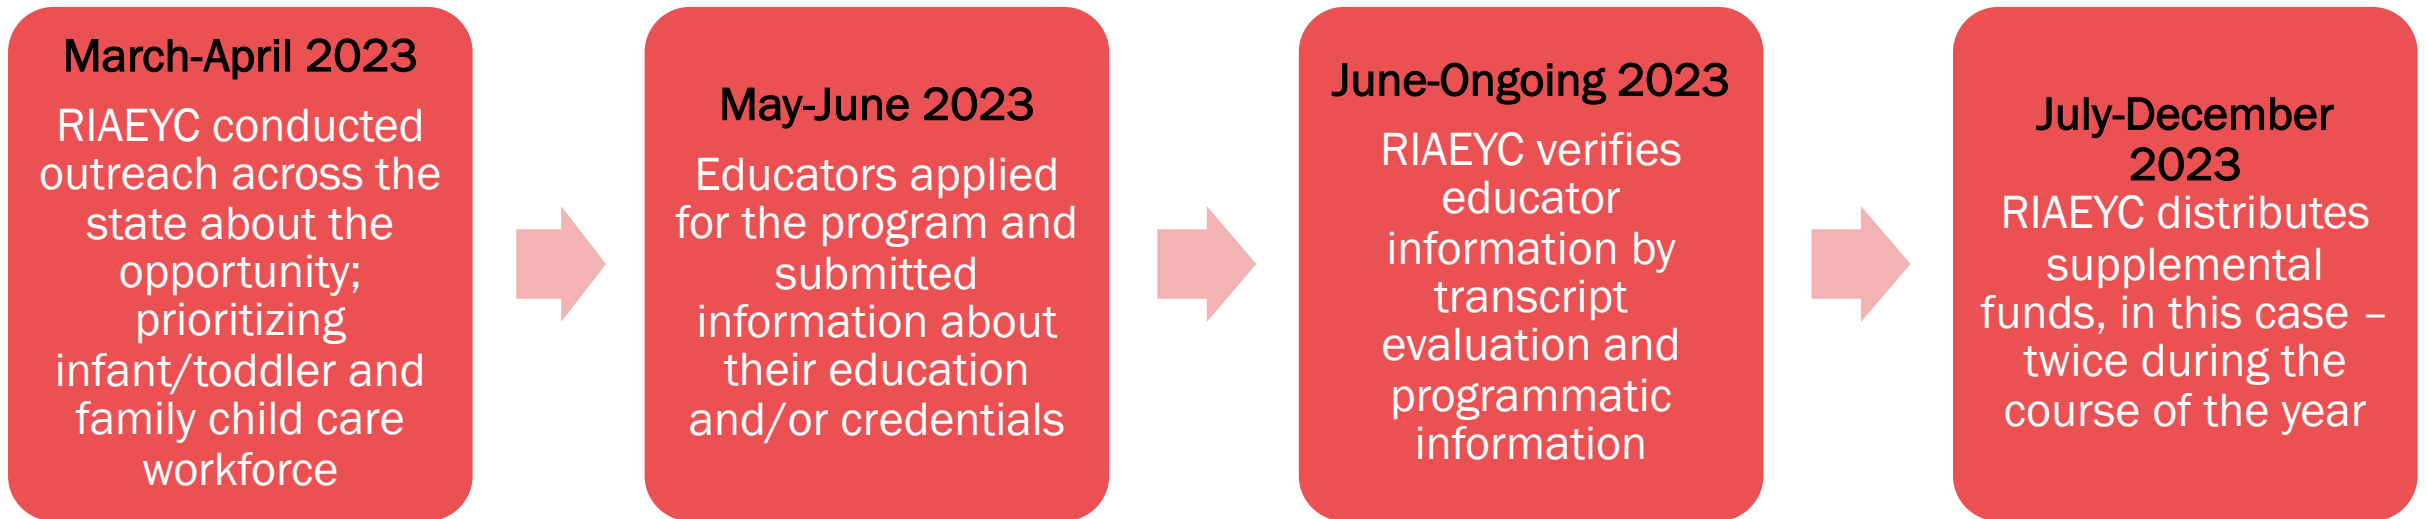 March-April 2023
RIAEYC conducted
outreach across the
state about the
opportunity;
prioritizing
infant/toddler and
family child care
workforce
May-June 2023
Educators applied
for the program and
submitted
information about
their education
and/or credentials
June-Ongoing 2023
RIAEYC verifies
educator
information by
transcript
evaluation and
programmatic
information
July-December
2023
RIAEYC distributes
supplemental
funds, in this case –
twice during the
course of the year